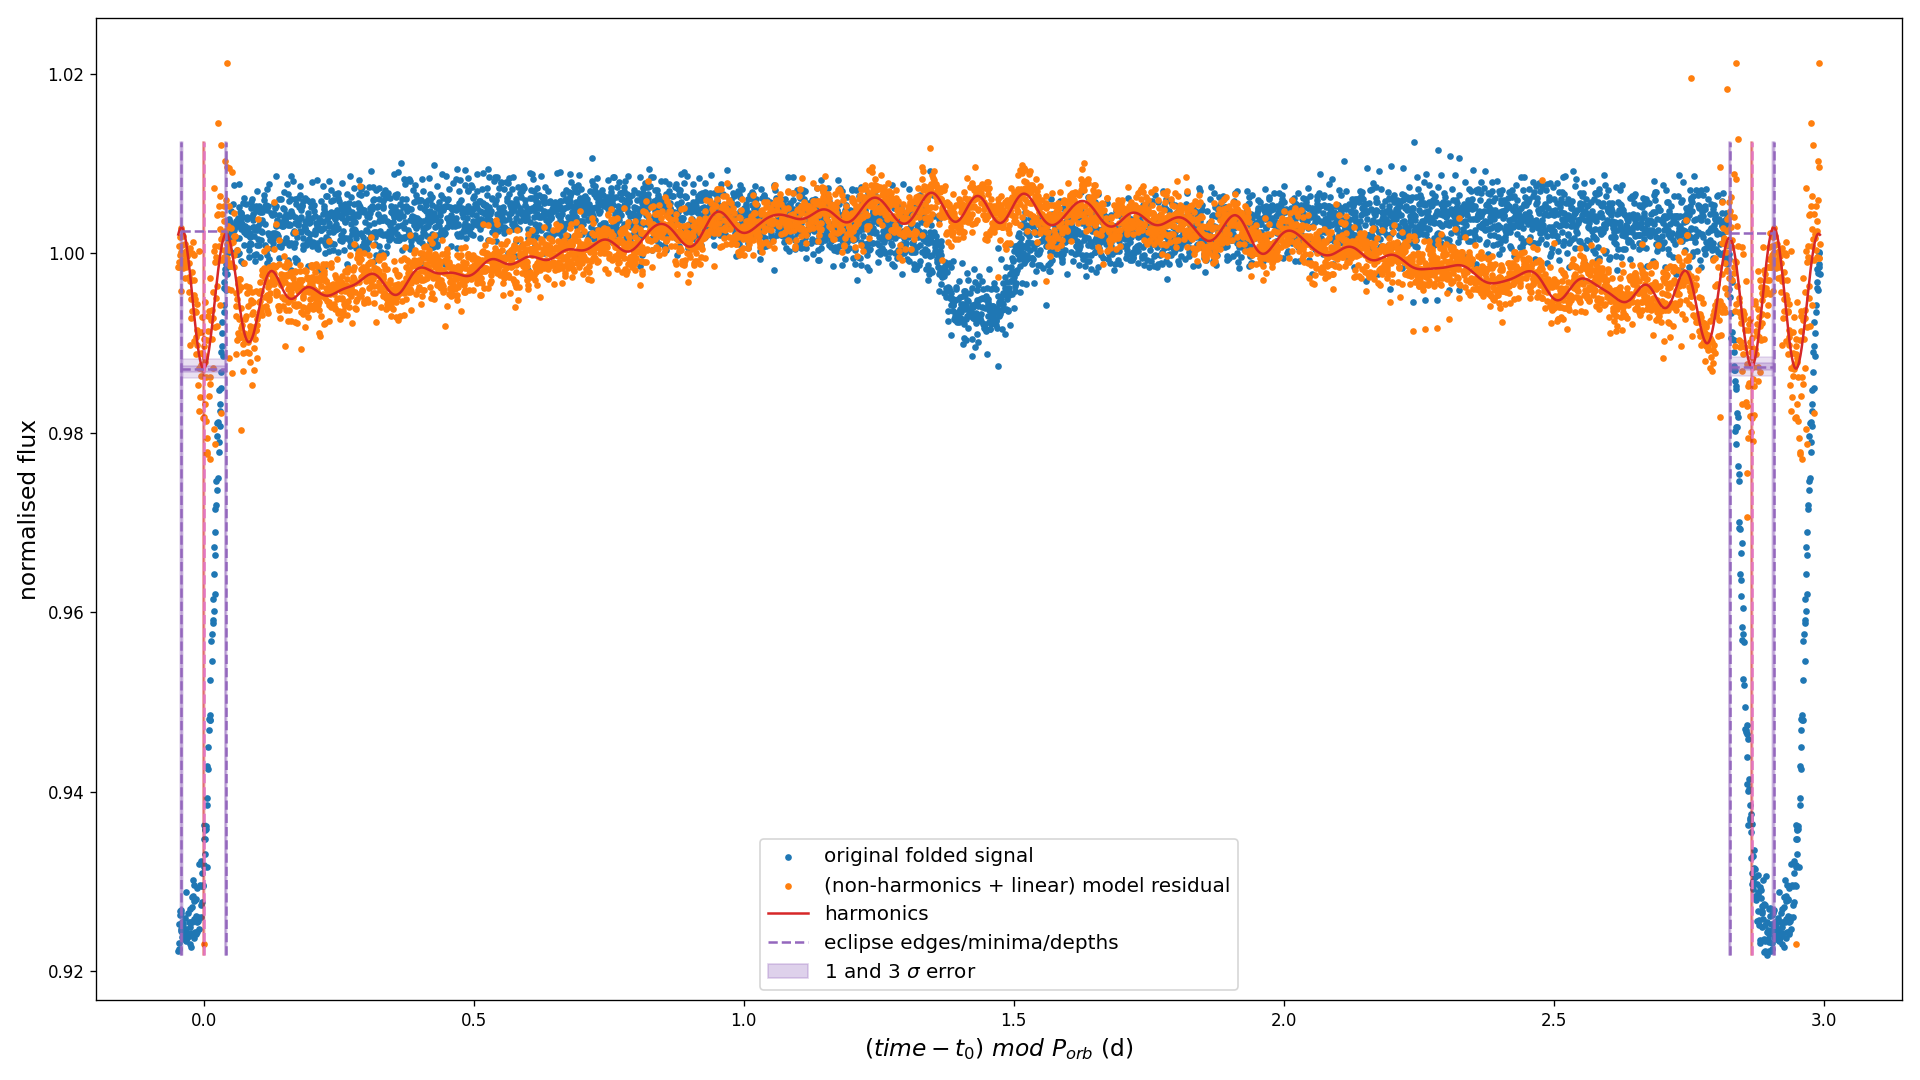 normalised flux
1.02
1.00
0.98
0.96
0.94
0.92
original folded signal
(non-harmonics + linear) model residual
harmonics
eclipse edges/minima/depths
1 and 3 σ error
0.0 0.5 1.0 1.5 2.0 2.5 3.0
(time − t₀) mod P_orb (d)